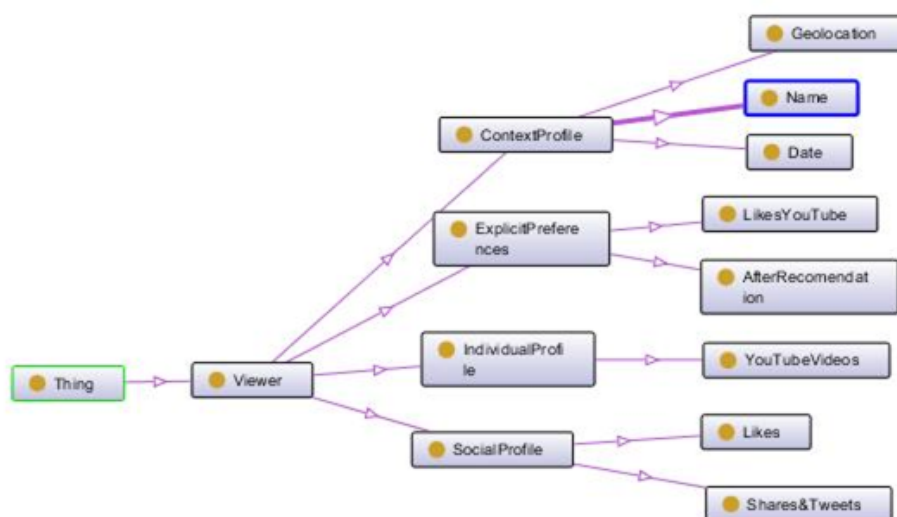 Geolocation
Name
ContextProfile
Date
LikesYouTube
ExplicitPrefere
nces
AfterRecomendat
ion
IndividualProfi
le
YouTubeVideos
Thing
Viewer
Likes
SocialProfile
Shares&Tweets